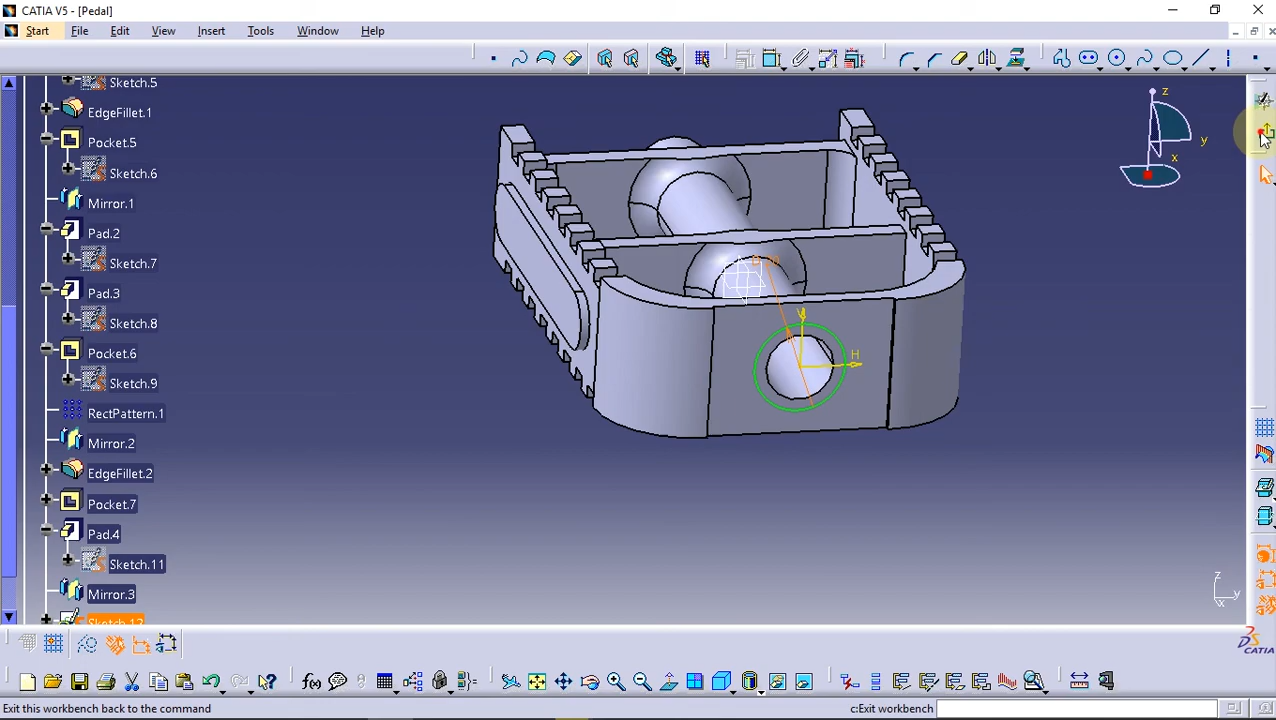 CATIA V5 - [Pedal]
Start File Edit View Insert Tools Window Help
Sketch.5
EdgeFillet.1
Pocket.5
Sketch.6
Mirror.1
Pad.2
Sketch.7
Pad.3
Sketch.8
Pocket.6
Sketch.9
RectPattern.1
Mirror.2
EdgeFillet.2
Pocket.7
Pad.4
Sketch.11
Mirror.3
z
y
x
V
H
z
y
x
CATIA
f(x)
Exit this workbench back to the command
c:Exit workbench